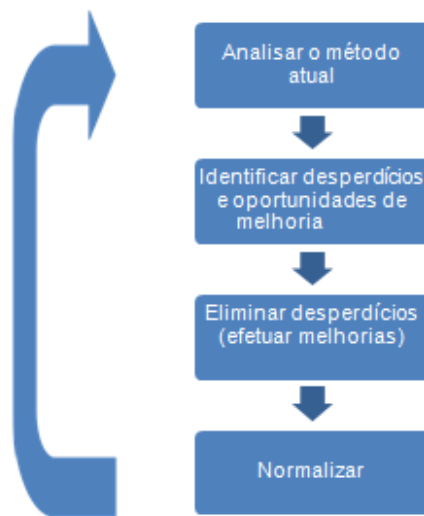 Analisar o método
atual
Identificar desperdícios
e oportunidades de
melhoria
Eliminar desperdícios
(efetuar melhorias)
Normalizar